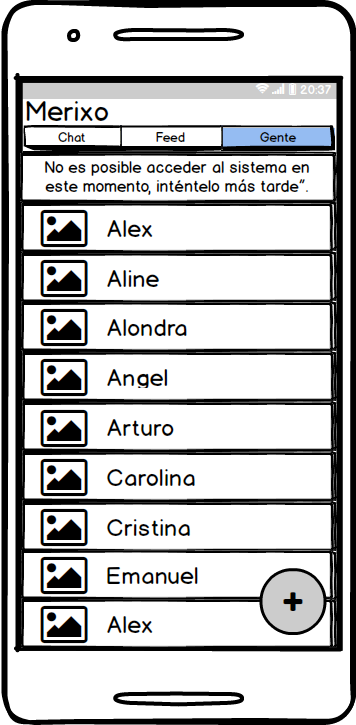 20:37
Merixo
Chat Feed Gente
No es posible acceder al sistema en
este momento, inténtelo más tarde”.
Alex
Aline
Alondra
Angel
Arturo
Carolina
Cristina
Emanuel
+
Alex